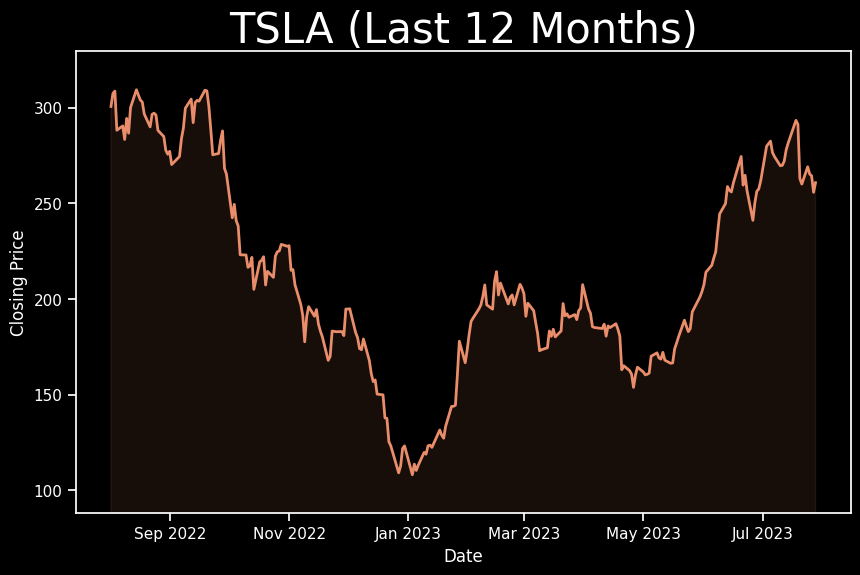 TSLA (Last 12 Months)
Closing Price
300
250
200
150
100
Sep 2022
Nov 2022
Jan 2023
Mar 2023
May 2023
Jul 2023
Date